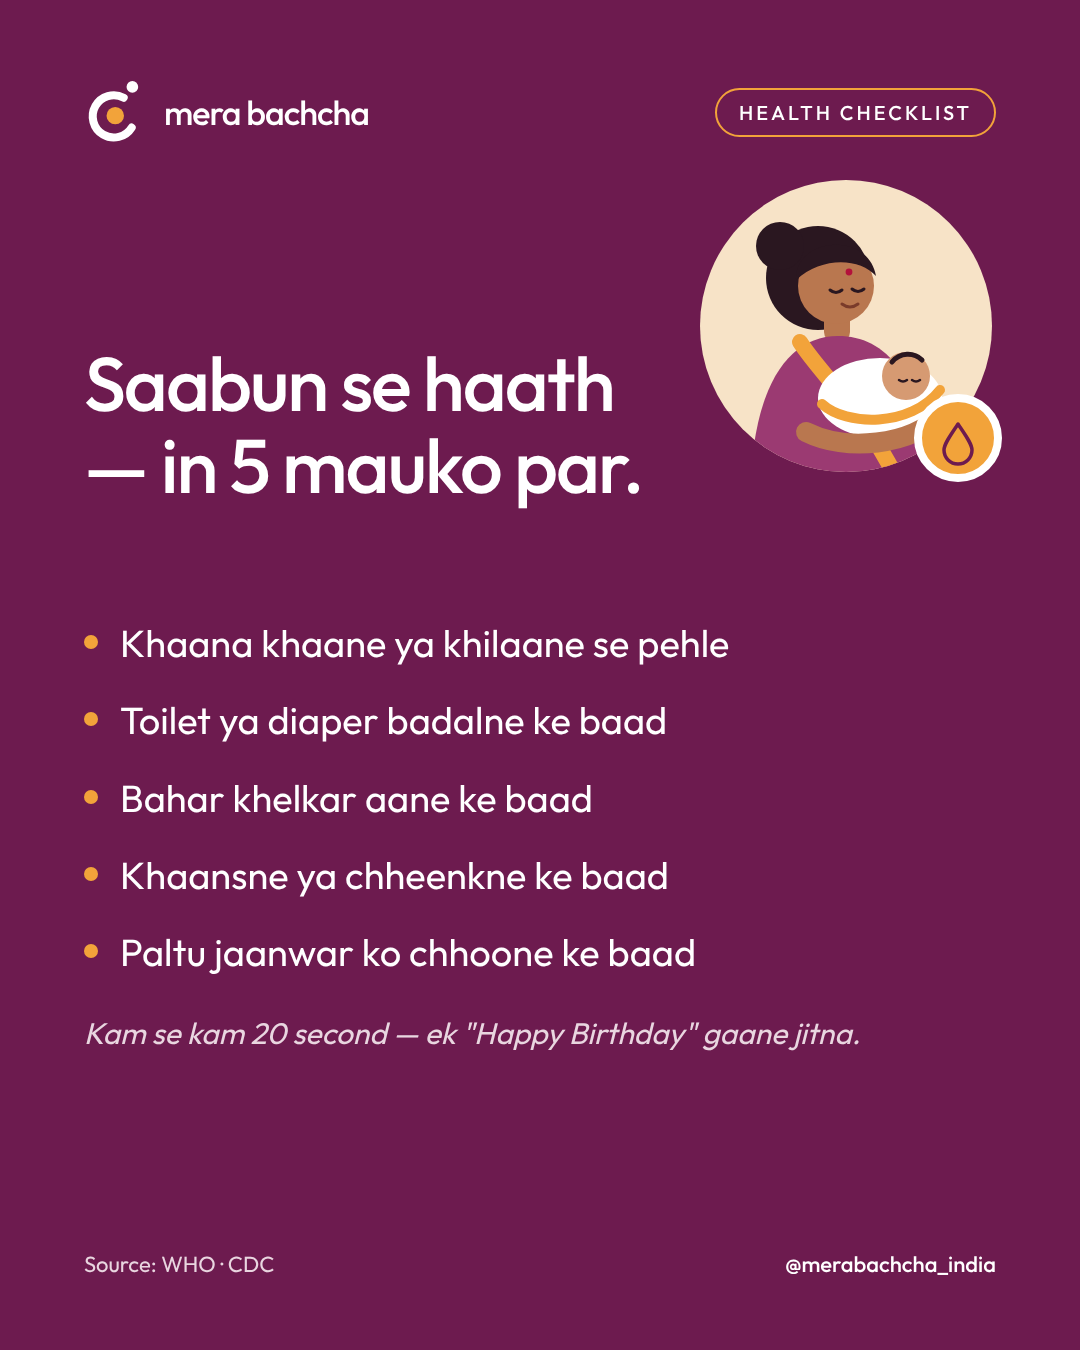 mera bachcha
HEALTH CHECKLIST
Saabun se haath
— in 5 mauko par.
Khaana khaane ya khilaane se pehle
Toilet ya diaper badalne ke baad
Bahar khelkar aane ke baad
Khaansne ya chheenkne ke baad
Paltu jaanwar ko chhoone ke baad
Kam se kam 20 second — ek "Happy Birthday" gaane jitna.
Source: WHO · CDC
@merabachcha_india